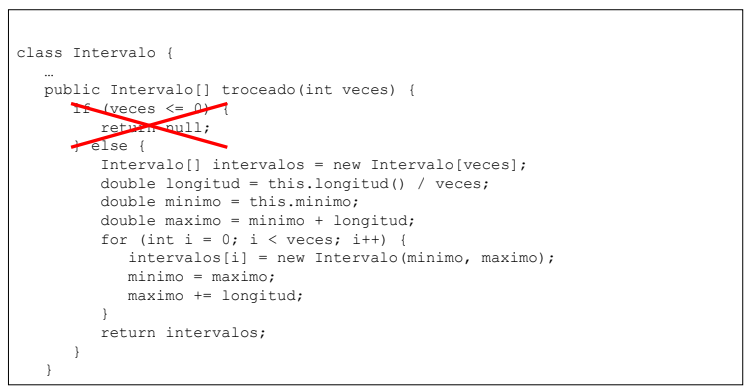 class Intervalo {
…
public Intervalo[] troceado(int veces) {
if (veces <= 0) {
return null;
} else {
Intervalo[] intervalos = new Intervalo[veces];
double longitud = this.longitud() / veces;
double minimo = this.minimo;
double maximo = minimo + longitud;
for (int i = 0; i < veces; i++) {
intervalos[i] = new Intervalo(minimo, maximo);
minimo = maximo;
maximo += longitud;
}
return intervalos;
}
}